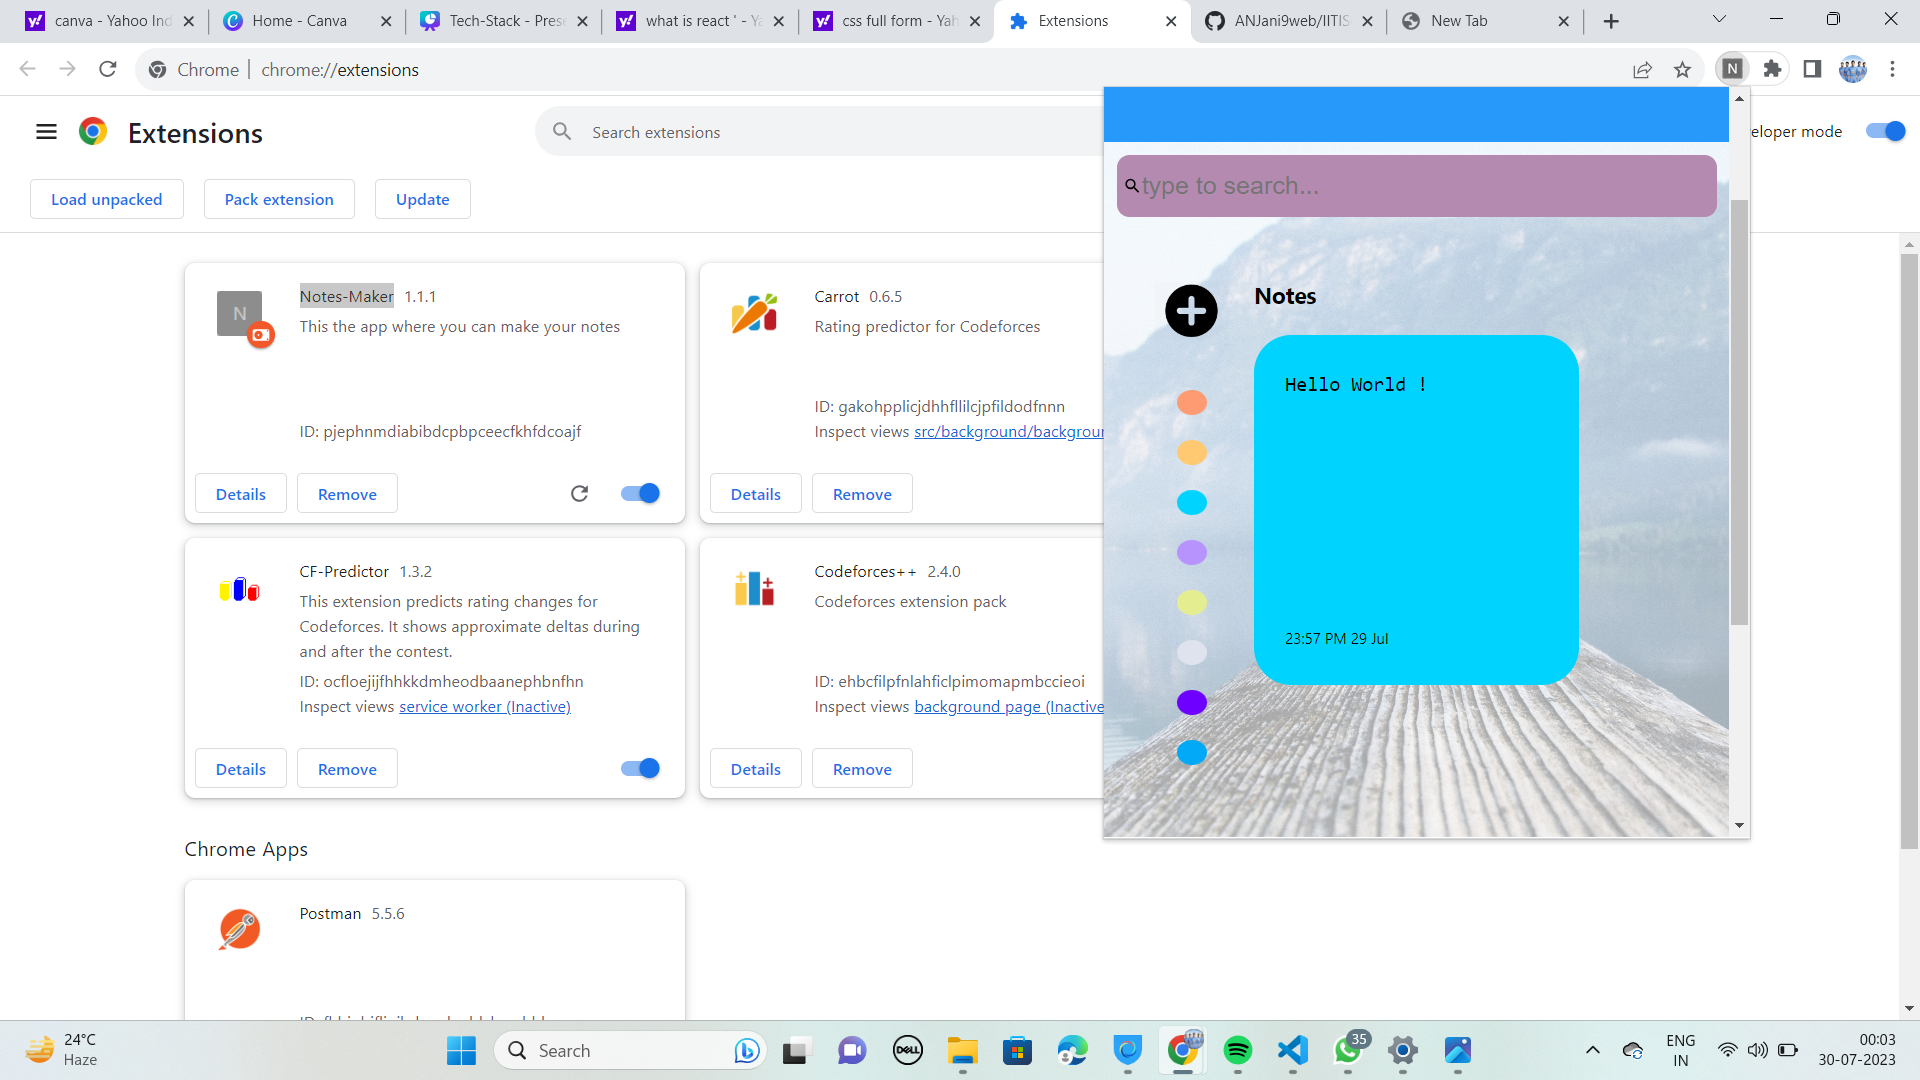 canva - Yahoo Ind
Home - Canva
Tech-Stack - Prese
what is react ' - Ya
css full form - Yah
Extensions
ANJani9web/IITIS
New Tab
Chrome
chrome://extensions
N
Extensions
Search extensions
eloper mode
Load unpacked
Pack extension
Update
type to search...
N
Notes-Maker 1.1.1
This the app where you can make your notes
ID: pjephnmdiabibdcpbpceecfkhfdcoajf
Details
Remove
Carrot 0.6.5
Rating predictor for Codeforces
ID: gakohpplicjdhhfllilcjpfildodfnnn
Inspect views src/background/backgroun
Details
Remove
Notes
Hello World !
23:57 PM 29 Jul
CF-Predictor 1.3.2
This extension predicts rating changes for
Codeforces. It shows approximate deltas during
and after the contest.
ID: ocfloejijfhhkkdmheodbaanephbnfhn
Inspect views service worker (Inactive)
Details
Remove
Codeforces++ 2.4.0
Codeforces extension pack
ID: ehbcfilpfnlahficlpimomapmbccieoi
Inspect views background page (Inactive
Details
Remove
Chrome Apps
Postman 5.5.6
24°C
Haze
Search
DELL
35
ENG
IN
00:03
30-07-2023